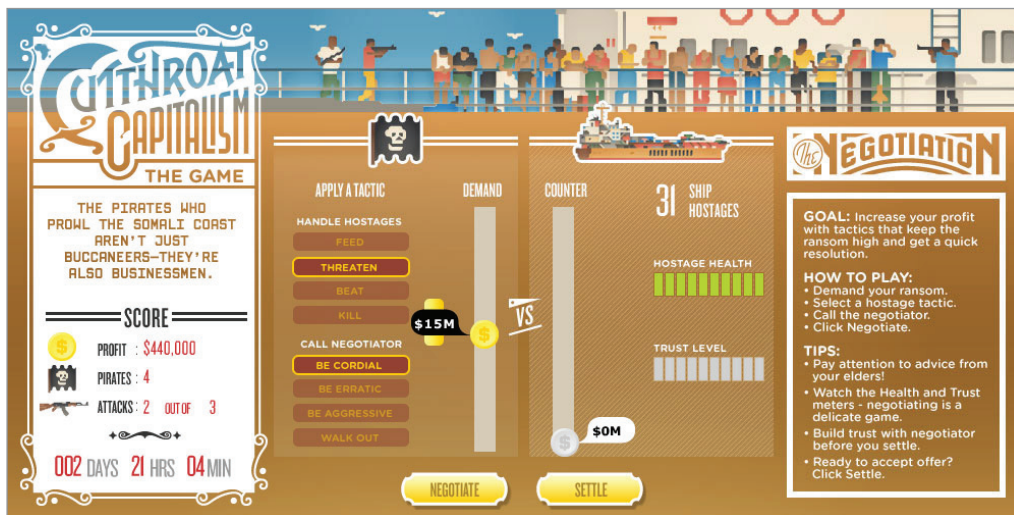 CUTTHROAT
CAPITALISM
THE GAME
THE PIRATES WHO
PROWL THE SOMALI COAST
AREN'T JUST
BUCCANEERS—THEY'RE
ALSO BUSINESSMEN.
SCORE
PROFIT : $440,000
PIRATES : 4
ATTACKS : 2 OUT OF 3
002 DAYS 21 HRS 04 MIN
APPLY A TACTIC
DEMAND
HANDLE HOSTAGES
FEED
THREATEN
BEAT
KILL
$15M
CALL NEGOTIATOR
BE CORDIAL
BE ERRATIC
BE AGGRESSIVE
WALK OUT
VS
COUNTER
31 SHIP
HOSTAGES
HOSTAGE HEALTH
TRUST LEVEL
$0M
NEGOTIATE
SETTLE
The NEGOTIATION
GOAL: Increase your profit
with tactics that keep the
ransom high and get a quick
resolution.
HOW TO PLAY:
• Demand your ransom.
• Select a hostage tactic.
• Call the negotiator.
• Click Negotiate.
TIPS:
• Pay attention to advice from
your elders!
• Watch the Health and Trust
meters - negotiating is a
delicate game.
• Build trust with negotiator
before you settle.
• Ready to accept offer?
Click Settle.